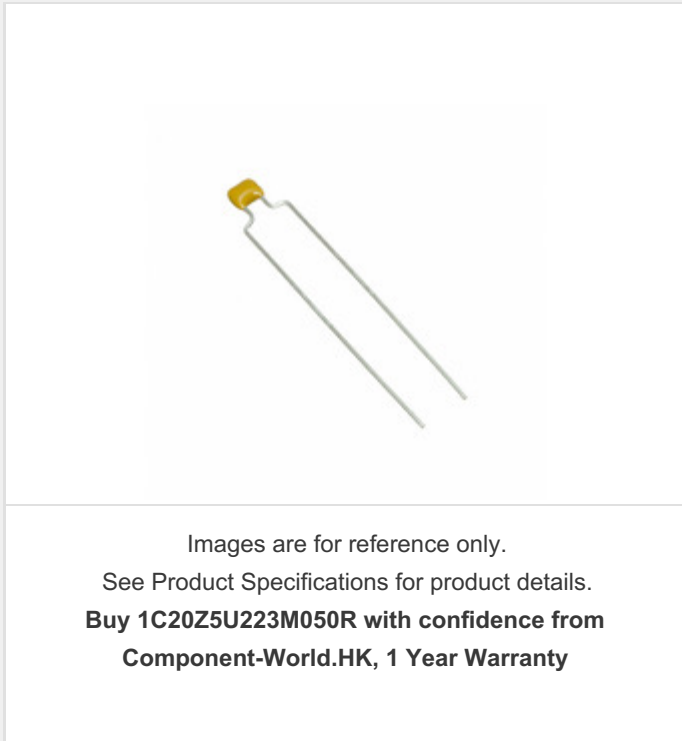 Images are for reference only.
See Product Specifications for product details.
Buy 1C20Z5U223M050R with confidence from
Component-World.HK, 1 Year Warranty